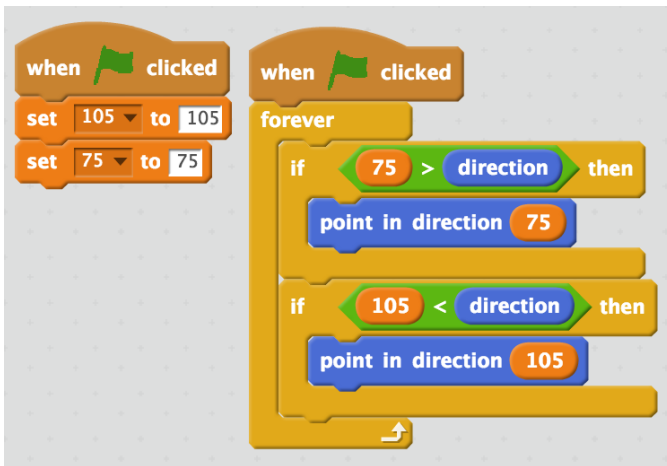 when clicked
set 105 to 105
set 75 to 75
when clicked
forever
if 75 > direction then
point in direction 75
if 105 < direction then
point in direction 105